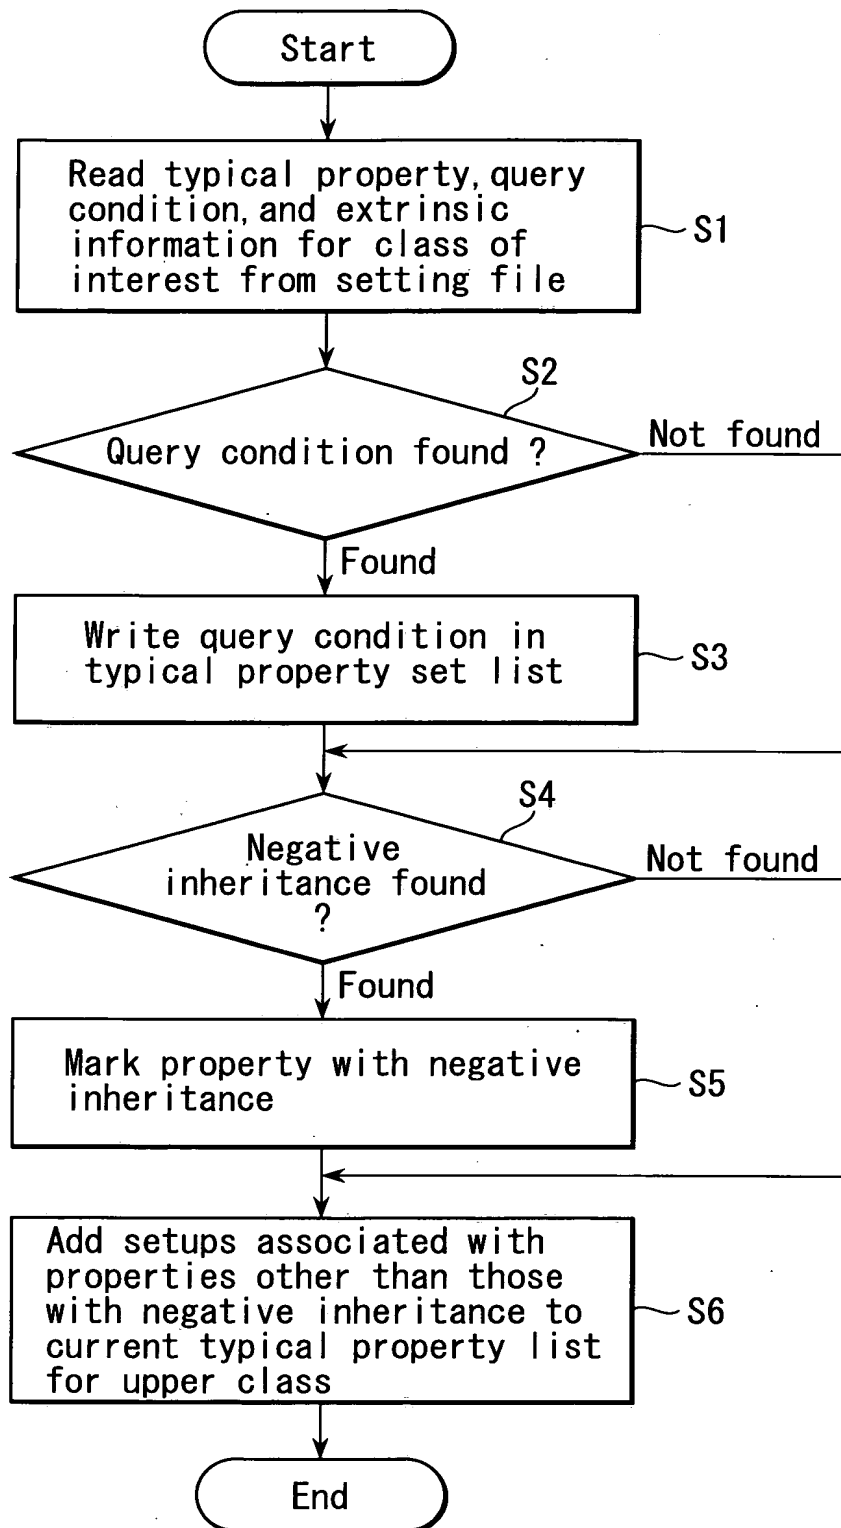 Start
Read typical property, query
condition, and extrinsic
information for class of
interest from setting file
S1
S2
Query condition found ?
Not found
Found
Write query condition in
typical property set list
S3
S4
Negative
inheritance found
?
Not found
Found
Mark property with negative
inheritance
S5
Add setups associated with
properties other than those
with negative inheritance to
current typical property list
for upper class
S6
End